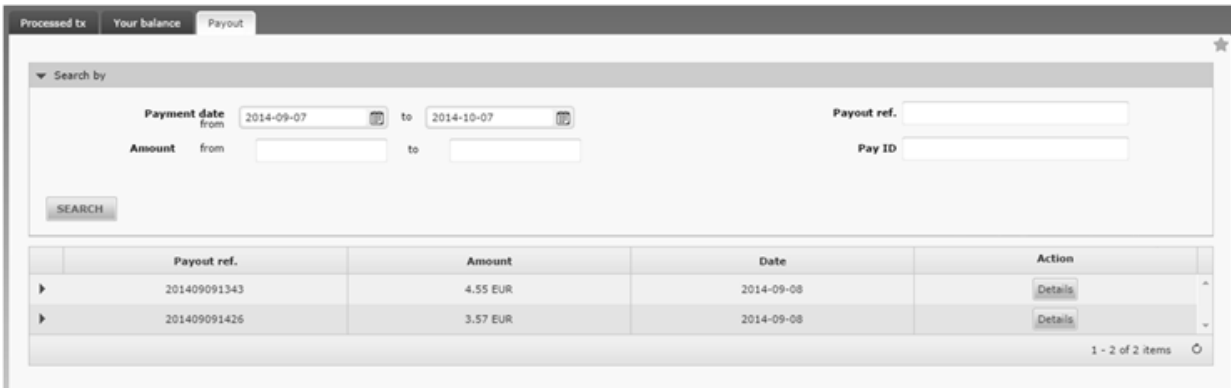 Processed tx Your balance Payout
Search by
Payment date from 2014-09-07 to 2014-10-07 Payout ref.
Amount from to Pay ID
SEARCH
Payout ref. Amount Date Action
201409091343 4.55 EUR 2014-09-08 Details
201409091426 3.57 EUR 2014-09-08 Details
1 - 2 of 2 items